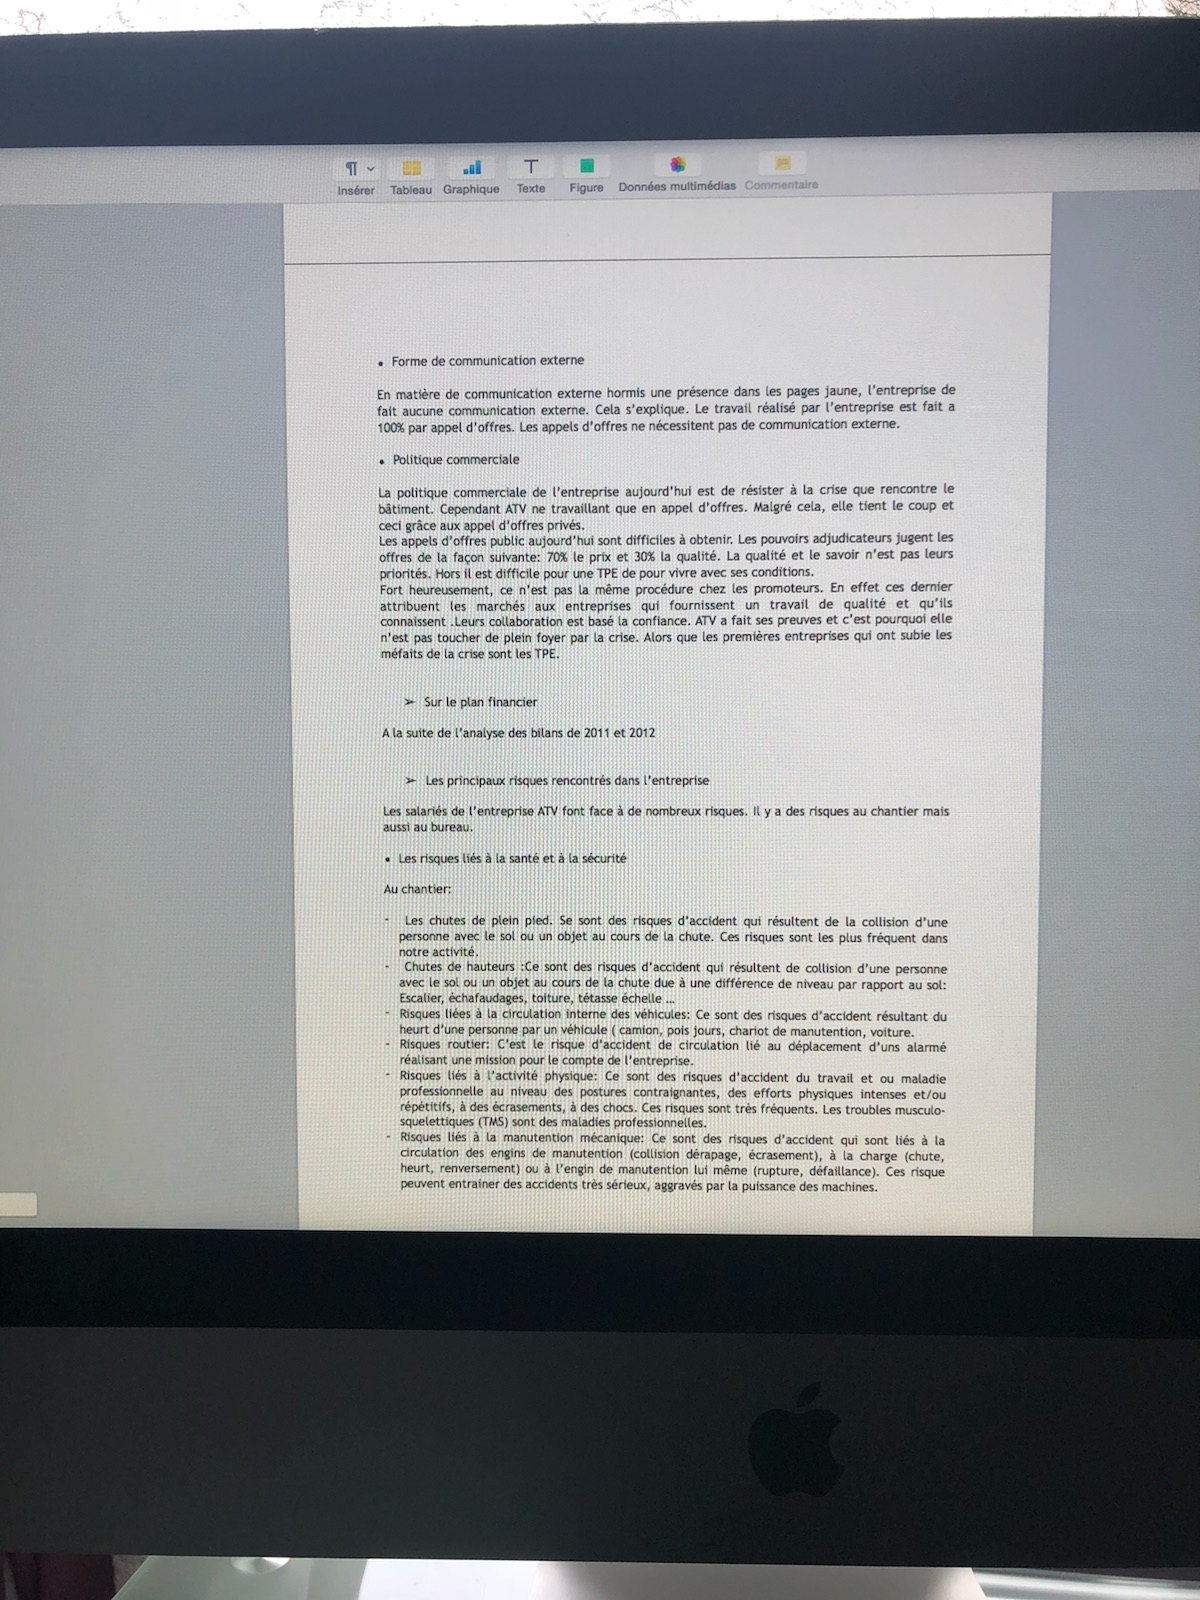 Insérer Tableau Graphique Texte Figure Données multimédias Commentaire
• Forme de communication externe
En matière de communication externe hormis une présence dans les pages jaune, l'entreprise de
fait aucune communication externe. Cela s'explique. Le travail réalisé par l'entreprise est fait a
100% par appel d'offres. Les appels d'offres ne nécessitent pas de communication externe.
• Politique commerciale
La politique commerciale de l'entreprise aujourd'hui est de résister à la crise que rencontre le
bâtiment. Cependant ATV ne travaillant que en appel d'offres. Malgré cela, elle tient le coup et
ceci grâce aux appel d'offres privés.
Les appels d'offres public aujourd'hui sont difficiles à obtenir. Les pouvoirs adjudicateurs jugent les
offres de la façon suivante: 70% le prix et 30% la qualité. La qualité et le savoir n'est pas leurs
priorités. Hors il est difficile pour une TPE de pour vivre avec ses conditions.
Fort heureusement, ce n'est pas la même procédure chez les promoteurs. En effet ces dernier
attribuent les marchés aux entreprises qui fournissent un travail de qualité et qu'ils
connaissent .Leurs collaboration est basé la confiance. ATV a fait ses preuves et c'est pourquoi elle
n'est pas toucher de plein foyer par la crise. Alors que les premières entreprises qui ont subie les
méfaits de la crise sont les TPE.
➢ Sur le plan financier
A la suite de l'analyse des bilans de 2011 et 2012
➢ Les principaux risques rencontrés dans l'entreprise
Les salariés de l'entreprise ATV font face à de nombreux risques. Il y a des risques au chantier mais
aussi au bureau.
• Les risques liés à la santé et à la sécurité
Au chantier:
- Les chutes de plein pied. Se sont des risques d'accident qui résultent de la collision d'une
personne avec le sol ou un objet au cours de la chute. Ces risques sont les plus fréquent dans
notre activité.
- Chutes de hauteurs :Ce sont des risques d'accident qui résultent de collision d'une personne
avec le sol ou un objet au cours de la chute due à une différence de niveau par rapport au sol:
Escalier, échafaudages, toiture, tétasse échelle ...
- Risques liées à la circulation interne des véhicules: Ce sont des risques d'accident résultant du
heurt d'une personne par un véhicule ( camion, pois jours, chariot de manutention, voiture.
- Risques routier: C'est le risque d'accident de circulation lié au déplacement d'uns alarmé
réalisant une mission pour le compte de l'entreprise.
- Risques liés à l'activité physique: Ce sont des risques d'accident du travail et ou maladie
professionnelle au niveau des postures contraignantes, des efforts physiques intenses et/ou
répétitifs, à des écrasements, à des chocs. Ces risques sont très fréquents. Les troubles musculo-
squelettiques (TMS) sont des maladies professionnelles.
- Risques liés à la manutention mécanique: Ce sont des risques d'accident qui sont liés à la
circulation des engins de manutention (collision dérapage, écrasement), à la charge (chute,
heurt, renversement) ou à l'engin de manutention lui même (rupture, défaillance). Ces risque
peuvent entrainer des accidents très sérieux, aggravés par la puissance des machines.